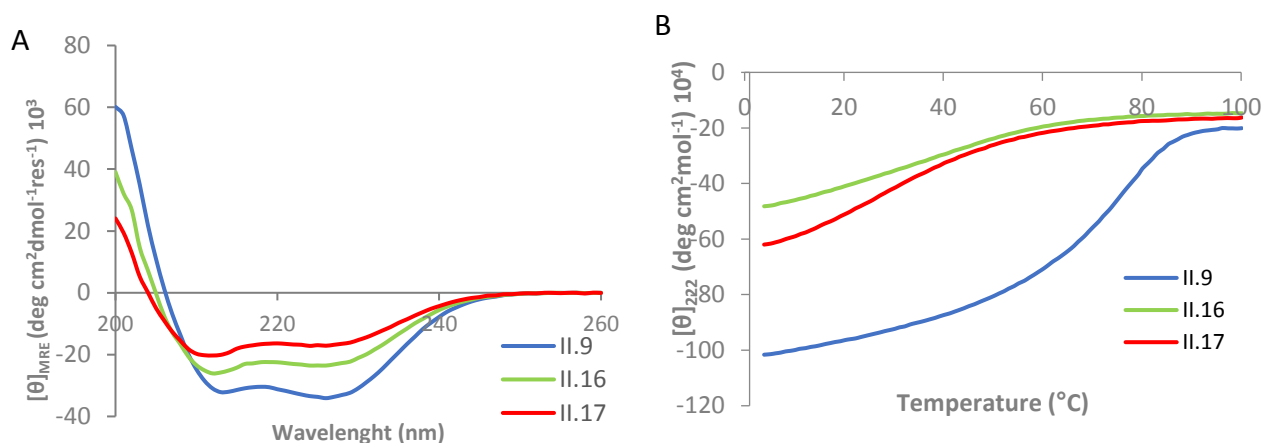 A
[θ]MRE (deg cm²dmol⁻¹res⁻¹) 10³
80
60
40
20
0
-20
-40
200
220
240
260
Wavelenght (nm)
II.9
II.16
II.17
B
[θ]222 (deg cm²mol⁻¹) 10⁴
0
-20
-40
-60
-80
-100
-120
0
20
40
60
80
100
Temperature (°C)
II.9
II.16
II.17